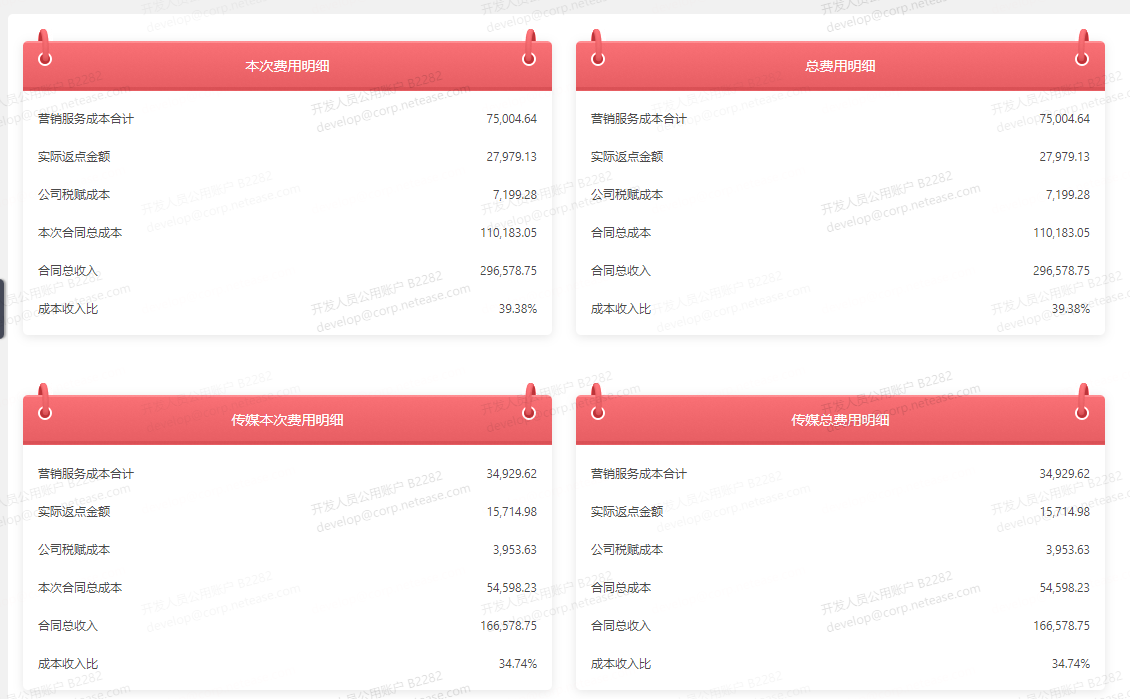 本次费用明细
营销服务成本合计 75,004.64
实际返点金额 27,979.13
公司税赋成本 7,199.28
本次合同总成本 110,183.05
合同总收入 296,578.75
成本收入比 39.38%
总费用明细
营销服务成本合计 75,004.64
实际返点金额 27,979.13
公司税赋成本 7,199.28
合同总成本 110,183.05
合同总收入 296,578.75
成本收入比 39.38%
传媒本次费用明细
营销服务成本合计 34,929.62
实际返点金额 15,714.98
公司税赋成本 3,953.63
本次合同总成本 54,598.23
合同总收入 166,578.75
成本收入比 34.74%
传媒总费用明细
营销服务成本合计 34,929.62
实际返点金额 15,714.98
公司税赋成本 3,953.63
合同总成本 54,598.23
合同总收入 166,578.75
成本收入比 34.74%
开发人员公用账户 B2282
develop@corp.netease.com